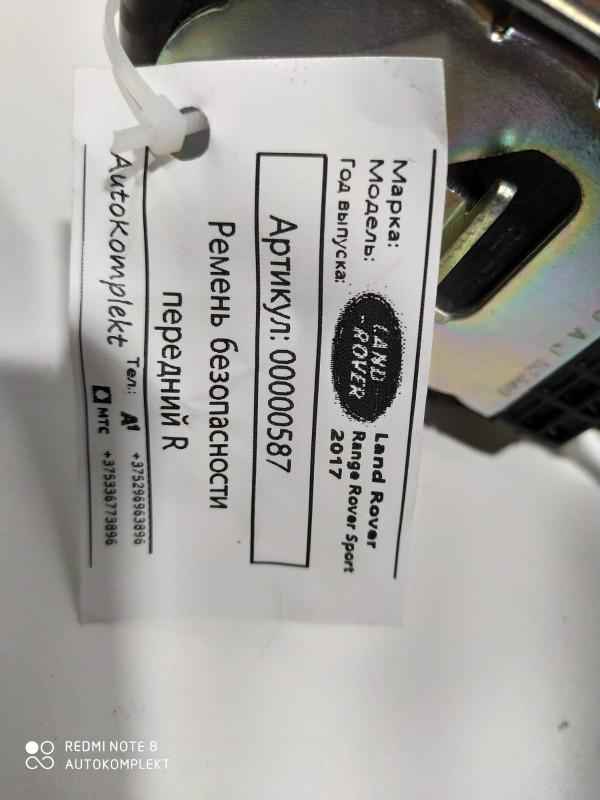 Марка: Land Rover
Модель: Range Rover Sport
Год выпуска: 2017
LAND
ROVER
Артикул: 00000587
Ремень безопасности
передний R
AutoKomplekt Тел.: A1 +375296963896
МТС +375336773896
REDMI NOTE 8
AUTOKOMPLEKT